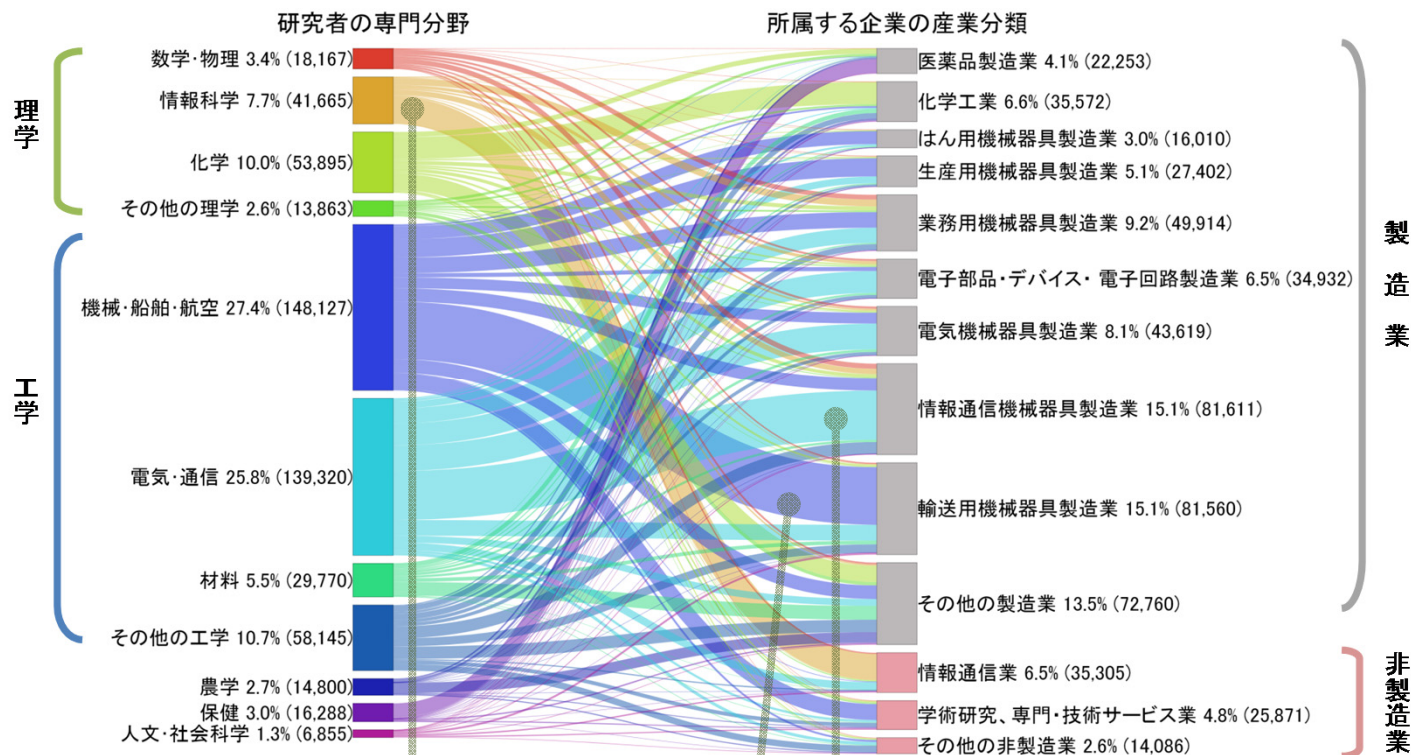 研究者の専門分野
所属する企業の産業分類
理学
数学・物理 3.4% (18,167)
情報科学 7.7% (41,665)
化学 10.0% (53,895)
その他の理学 2.6% (13,863)
工学
機械・船舶・航空 27.4% (148,127)
電気・通信 25.8% (139,320)
材料 5.5% (29,770)
その他の工学 10.7% (58,145)
農学 2.7% (14,800)
保健 3.0% (16,288)
人文・社会科学 1.3% (6,855)
医薬品製造業 4.1% (22,253)
化学工業 6.6% (35,572)
はん用機械器具製造業 3.0% (16,010)
生産用機械器具製造業 5.1% (27,402)
業務用機械器具製造業 9.2% (49,914)
電子部品・デバイス・ 電子回路製造業 6.5% (34,932)
電気機械器具製造業 8.1% (43,619)
情報通信機械器具製造業 15.1% (81,611)
輸送用機械器具製造業 15.1% (81,560)
その他の製造業 13.5% (72,760)
製造業
情報通信業 6.5% (35,305)
学術研究、専門・技術サービス業 4.8% (25,871)
その他の非製造業 2.6% (14,086)
非製造業